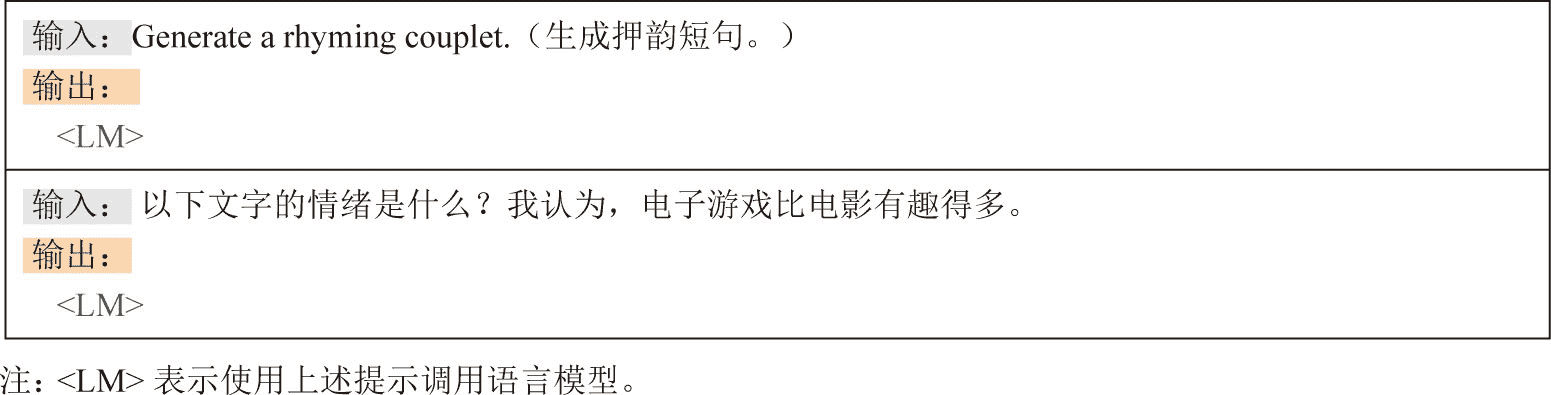 输入：Generate a rhyming couplet.（生成押韵短句。）
输出：
<LM>
输入： 以下文字的情绪是什么？我认为，电子游戏比电影有趣得多。
输出：
<LM>
注：<LM> 表示使用上述提示调用语言模型。